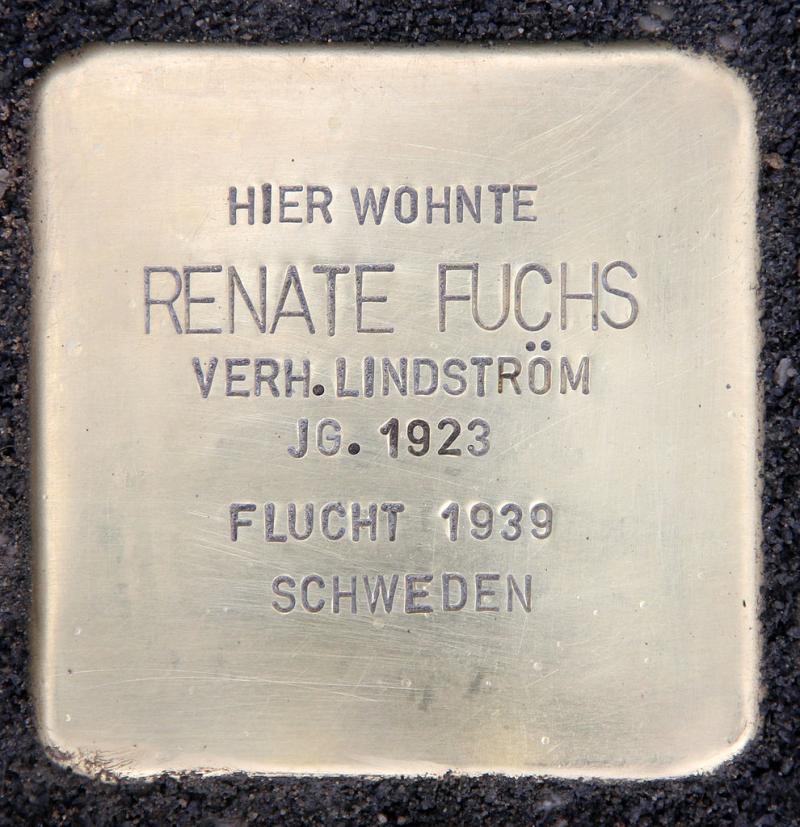 HIER WOHNTE
RENATE FUCHS
VERH. LINDSTRÖM
JG. 1923
FLUCHT 1939
SCHWEDEN